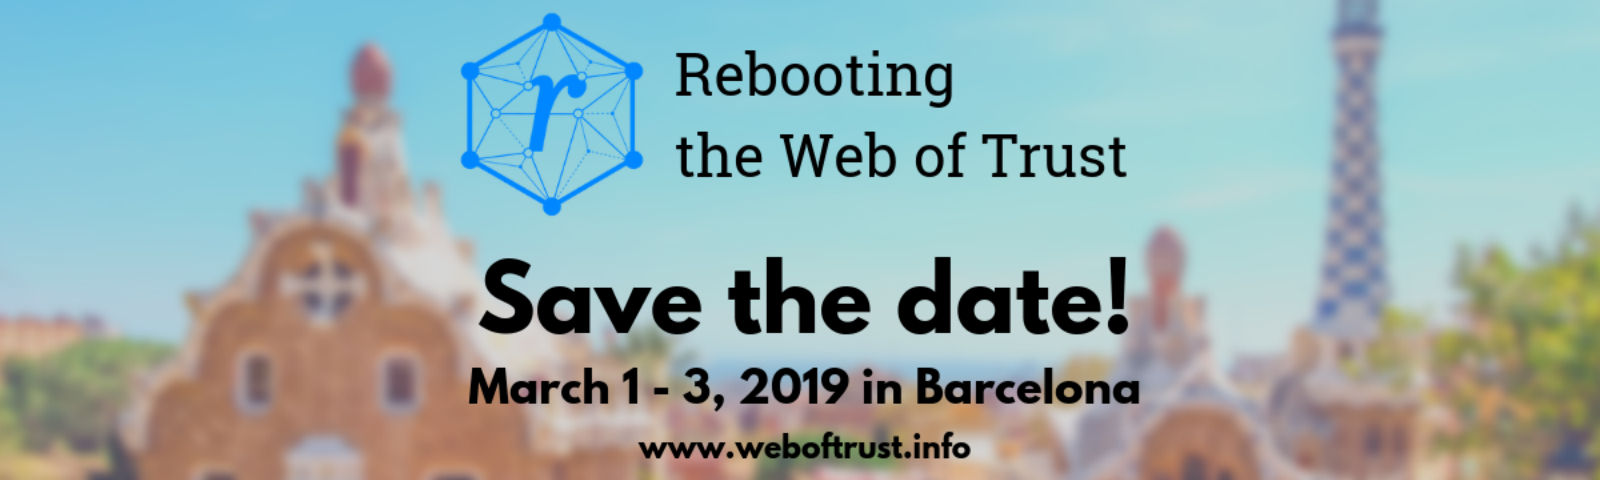 r
Rebooting
the Web of Trust
Save the date!
March 1 - 3, 2019 in Barcelona
www.weboftrust.info